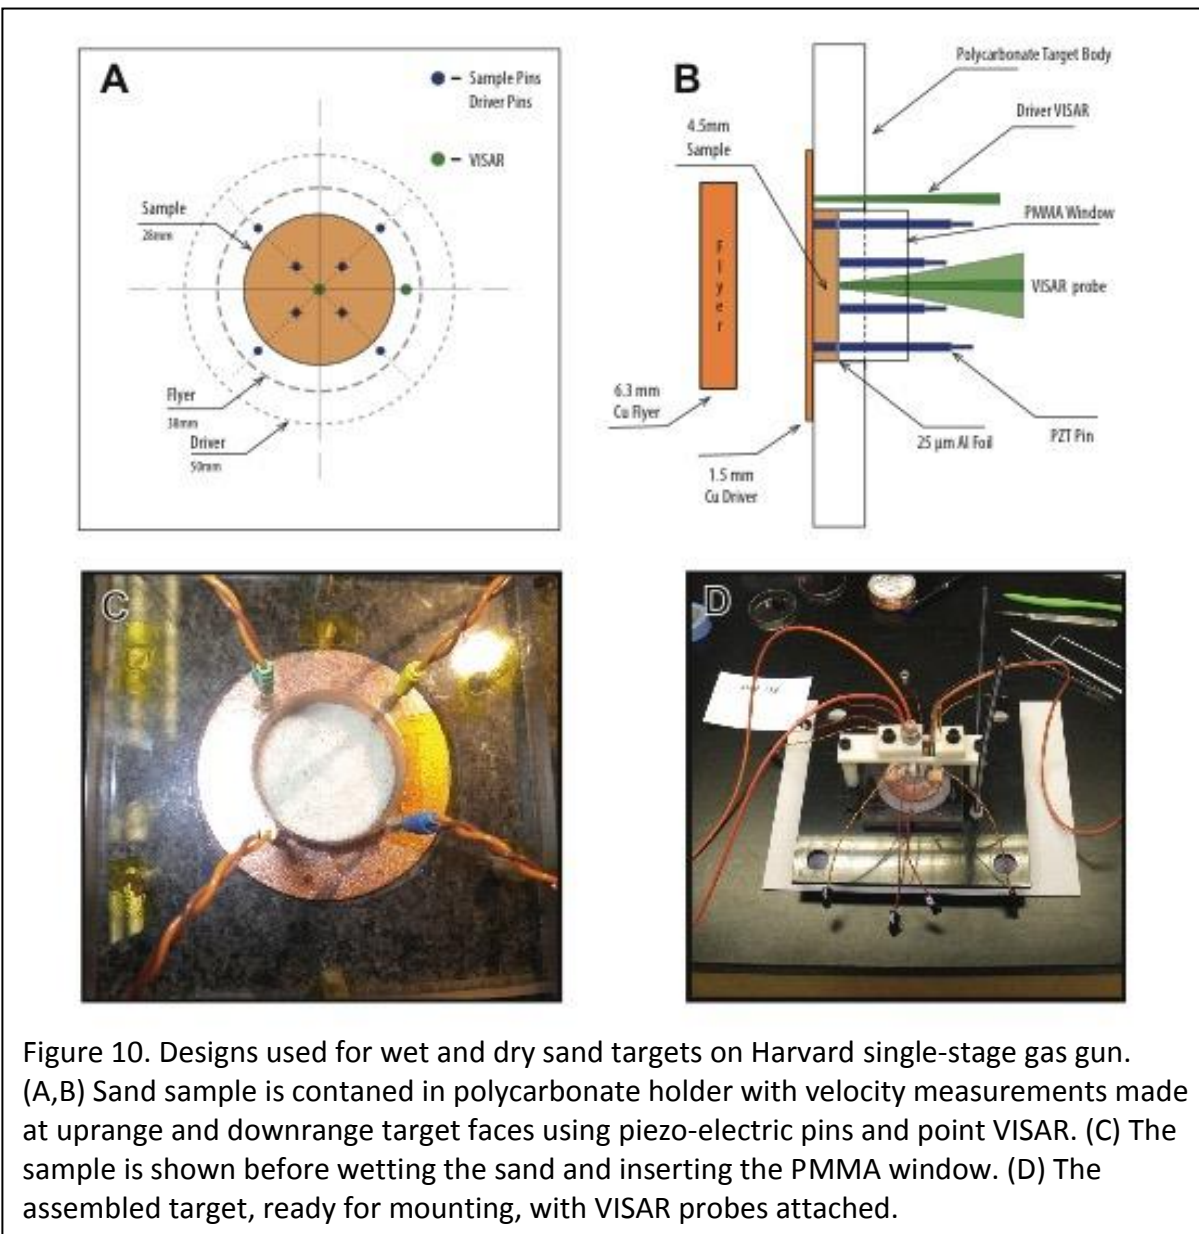 A
Sample Pins
Driver Pins
VISAR
Sample
28mm
Flyer
38mm
Driver
50mm
B
Polycarbonate Target Body
Driver VISAR
4.5mm
Sample
PMMA Window
Flyer
VISAR probe
6.3 mm
Cu Flyer
25 µm Al Foil
PZT Pin
1.5 mm
Cu Driver
C
D
Figure 10. Designs used for wet and dry sand targets on Harvard single-stage gas gun.
(A,B) Sand sample is contaned in polycarbonate holder with velocity measurements made
at uprange and downrange target faces using piezo-electric pins and point VISAR. (C) The
sample is shown before wetting the sand and inserting the PMMA window. (D) The
assembled target, ready for mounting, with VISAR probes attached.